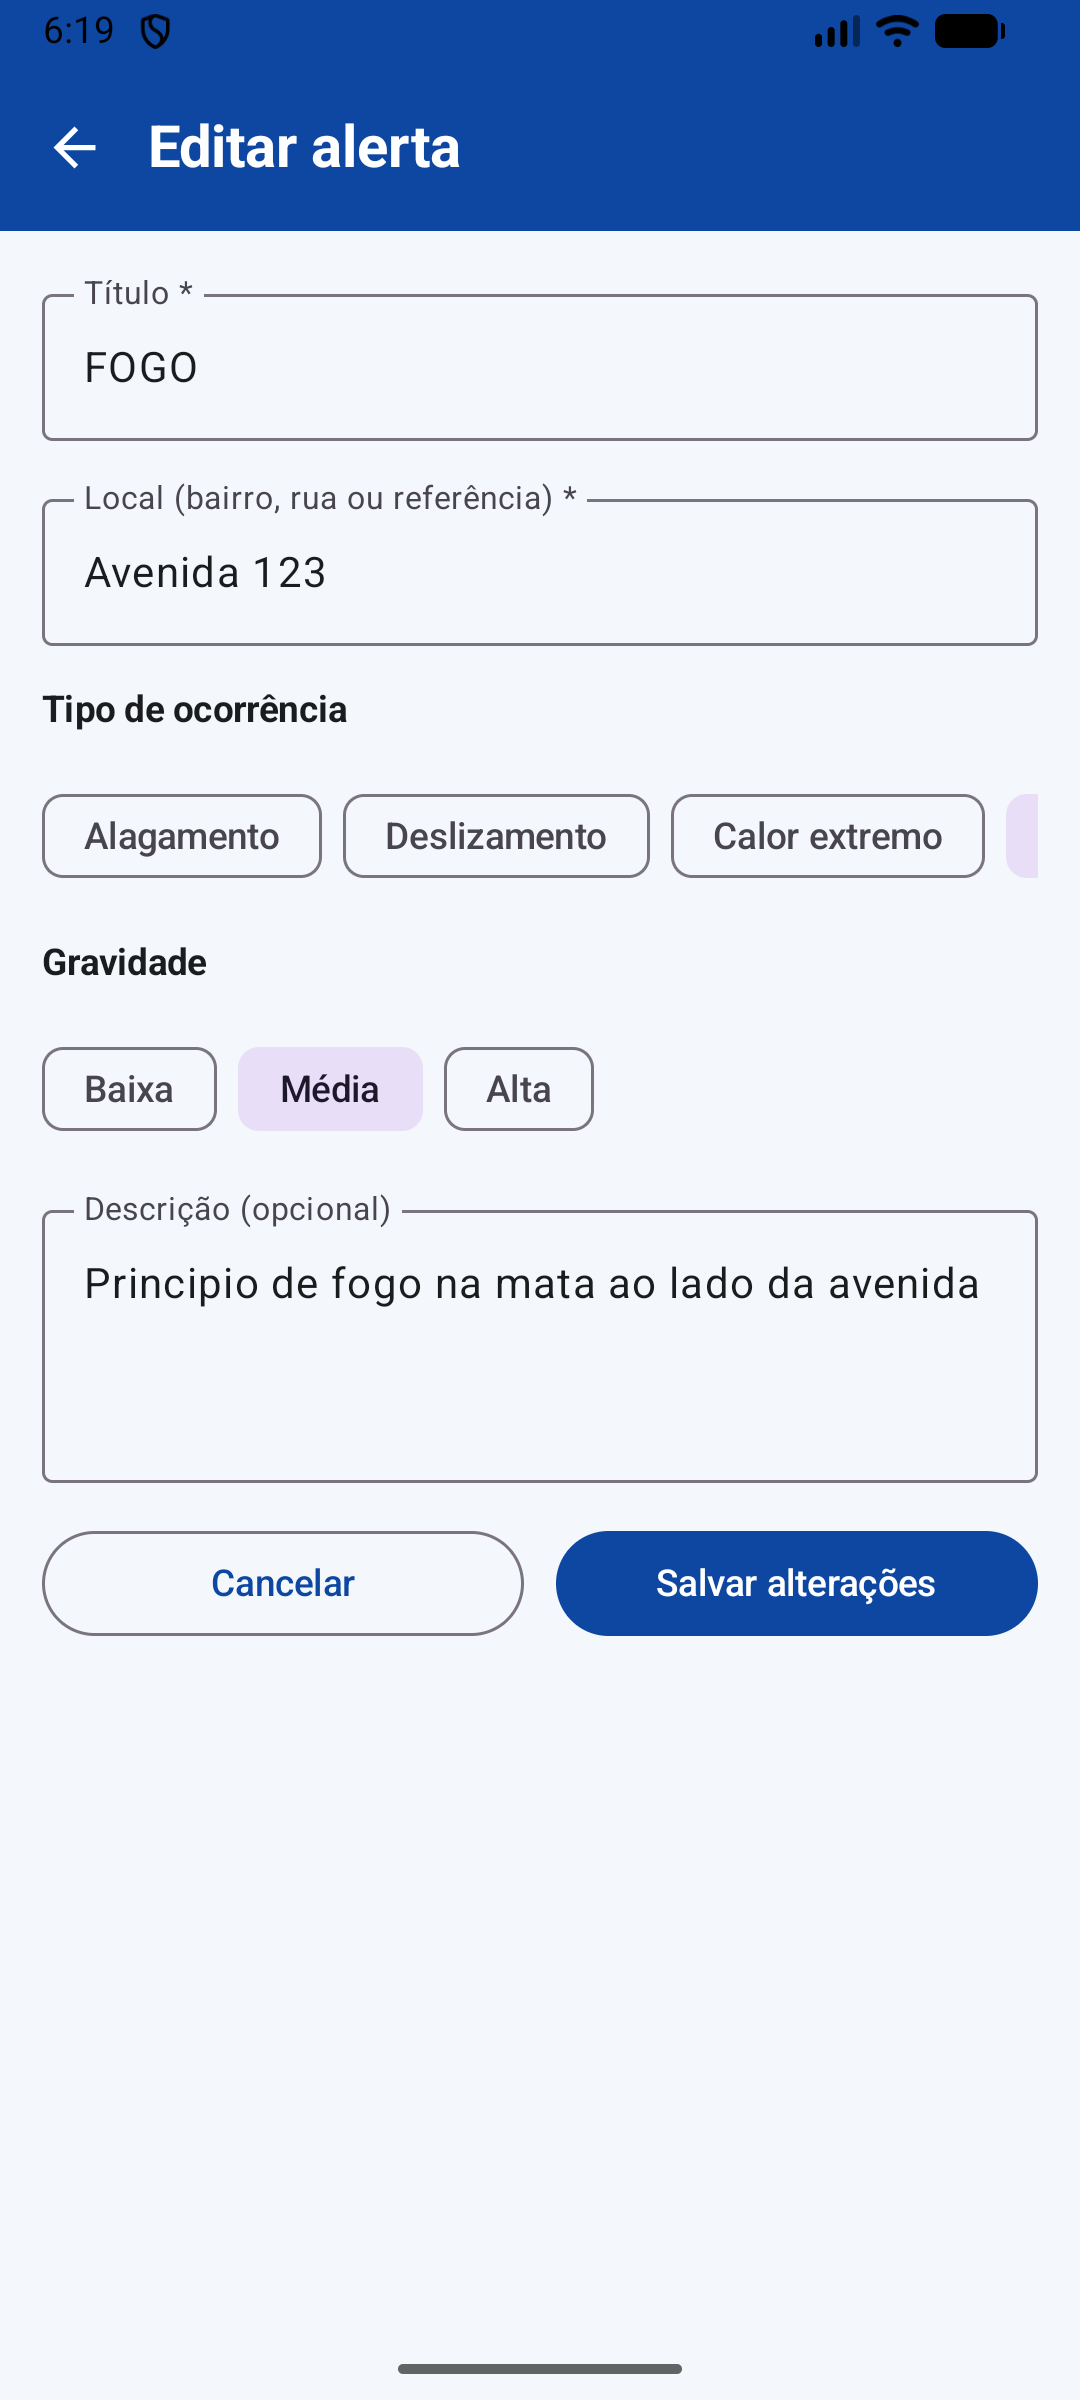 6:19
Editar alerta
Título *
FOGO
Local (bairro, rua ou referência) *
Avenida 123
Tipo de ocorrência
Alagamento Deslizamento Calor extremo
Gravidade
Baixa Média Alta
Descrição (opcional)
Principio de fogo na mata ao lado da avenida
Cancelar Salvar alterações